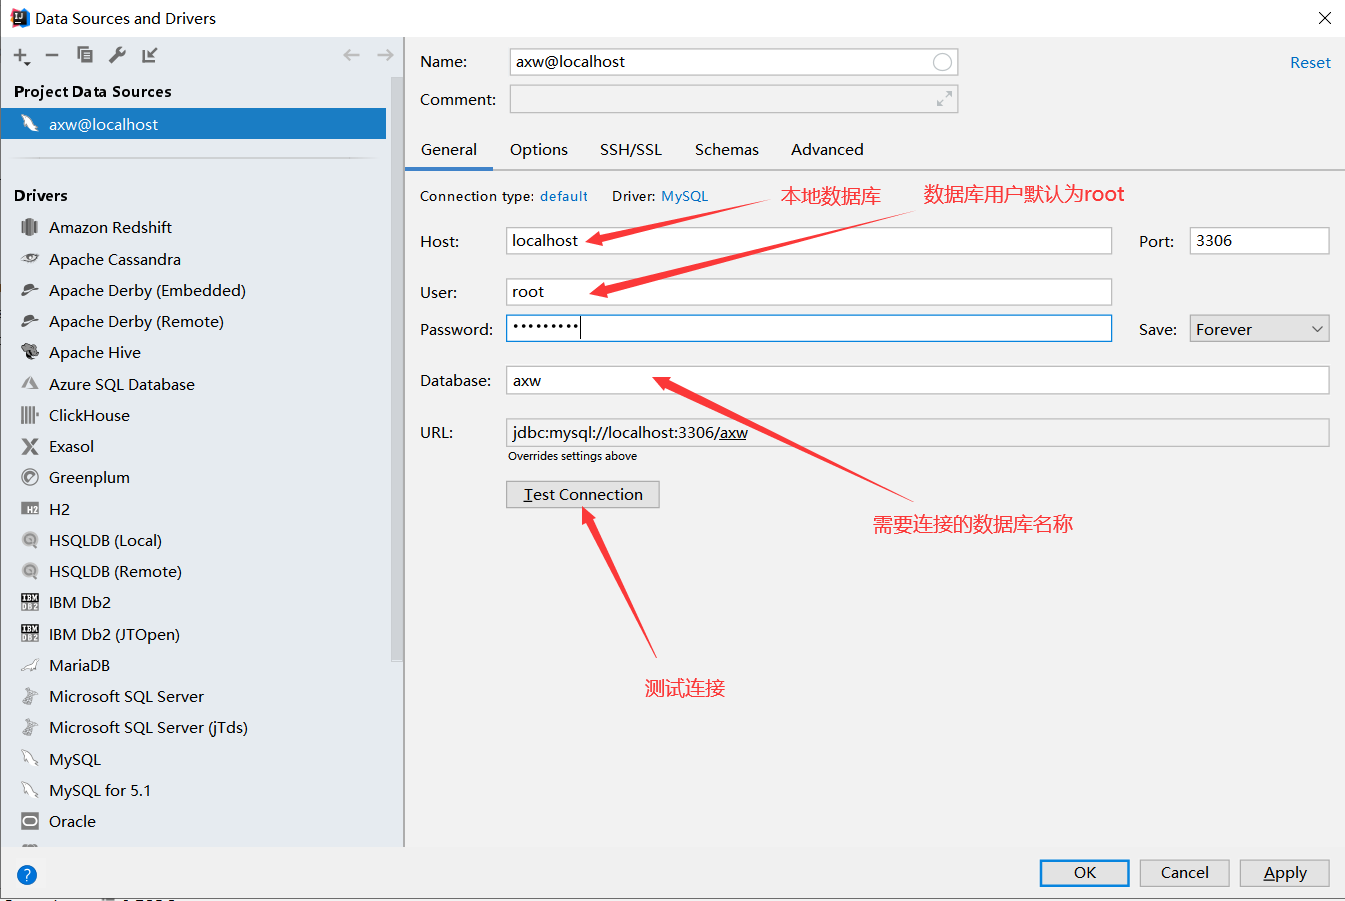 Data Sources and Drivers
Project Data Sources
axw@localhost
Drivers
Amazon Redshift
Apache Cassandra
Apache Derby (Embedded)
Apache Derby (Remote)
Apache Hive
Azure SQL Database
ClickHouse
Exasol
Greenplum
H2
HSQLDB (Local)
HSQLDB (Remote)
IBM Db2
IBM Db2 (JTOpen)
MariaDB
Microsoft SQL Server
Microsoft SQL Server (jTds)
MySQL
MySQL for 5.1
Oracle
Name: axw@localhost Reset
Comment:
General Options SSH/SSL Schemas Advanced
Connection type: default Driver: MySQL 本地数据库 数据库用户默认为root
Host: localhost Port: 3306
User: root
Password: ••••••••• Save: Forever
Database: axw
URL: jdbc:mysql://localhost:3306/axw
Overrides settings above
Test Connection
需要连接的数据库名称
测试连接
? OK Cancel Apply